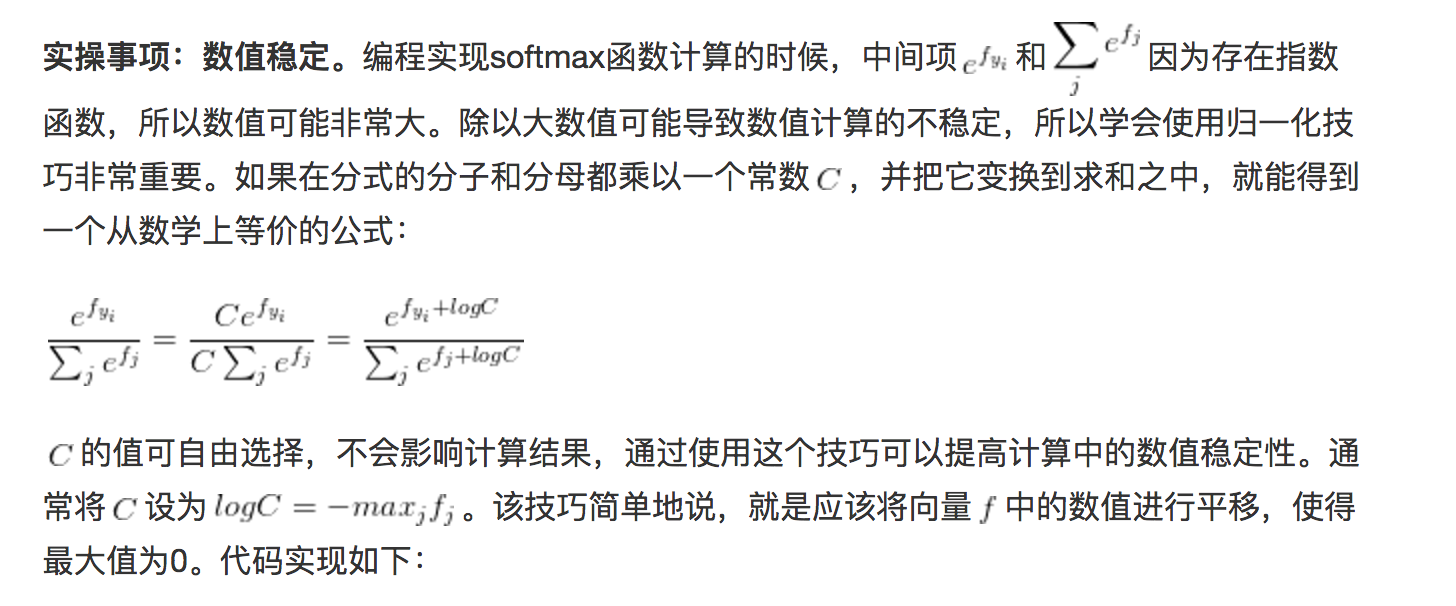 实操事项：数值稳定。编程实现softmax函数计算的时候，中间项 $e^{f_{y_i}}$ 和 $\sum_j e^{f_j}$ 因为存在指数
函数，所以数值可能非常大。除以大数值可能导致数值计算的不稳定，所以学会使用归一化技
巧非常重要。如果在分式的分子和分母都乘以一个常数 $C$ ，并把它变换到求和之中，就能得到
一个从数学上等价的公式：
$\frac{e^{f_{y_i}}}{\sum_j e^{f_j}} = \frac{Ce^{f_{y_i}}}{C\sum_j e^{f_j}} = \frac{e^{f_{y_i}+logC}}{\sum_j e^{f_j+logC}}$
$C$ 的值可自由选择，不会影响计算结果，通过使用这个技巧可以提高计算中的数值稳定性。通
常将 $C$ 设为 $logC = -max_j f_j$ 。该技巧简单地说，就是应该将向量 $f$ 中的数值进行平移，使得
最大值为0。代码实现如下：